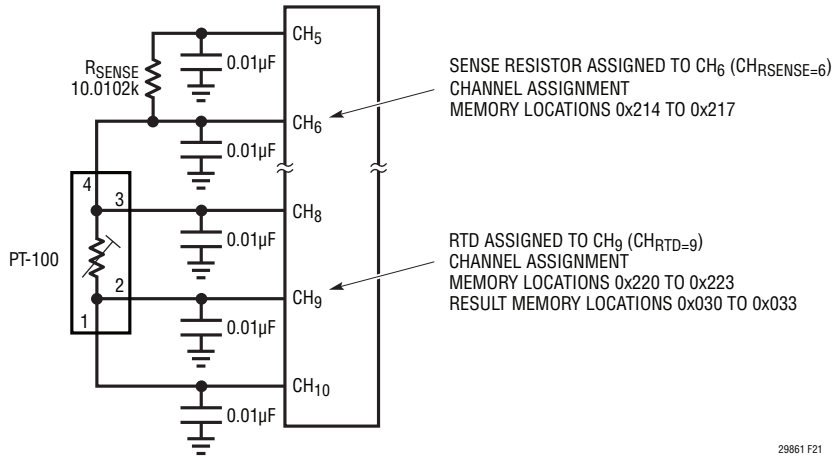 CH5
RSENSE
10.0102k
0.01µF
SENSE RESISTOR ASSIGNED TO CH6 (CHRSENSE=6)
CHANNEL ASSIGNMENT
MEMORY LOCATIONS 0x214 TO 0x217
CH6
0.01µF
4
3
CH8
PT-100
0.01µF
RTD ASSIGNED TO CH9 (CHRTD=9)
CHANNEL ASSIGNMENT
MEMORY LOCATIONS 0x220 TO 0x223
RESULT MEMORY LOCATIONS 0x030 TO 0x033
2
CH9
1
0.01µF
CH10
0.01µF
29861 F21